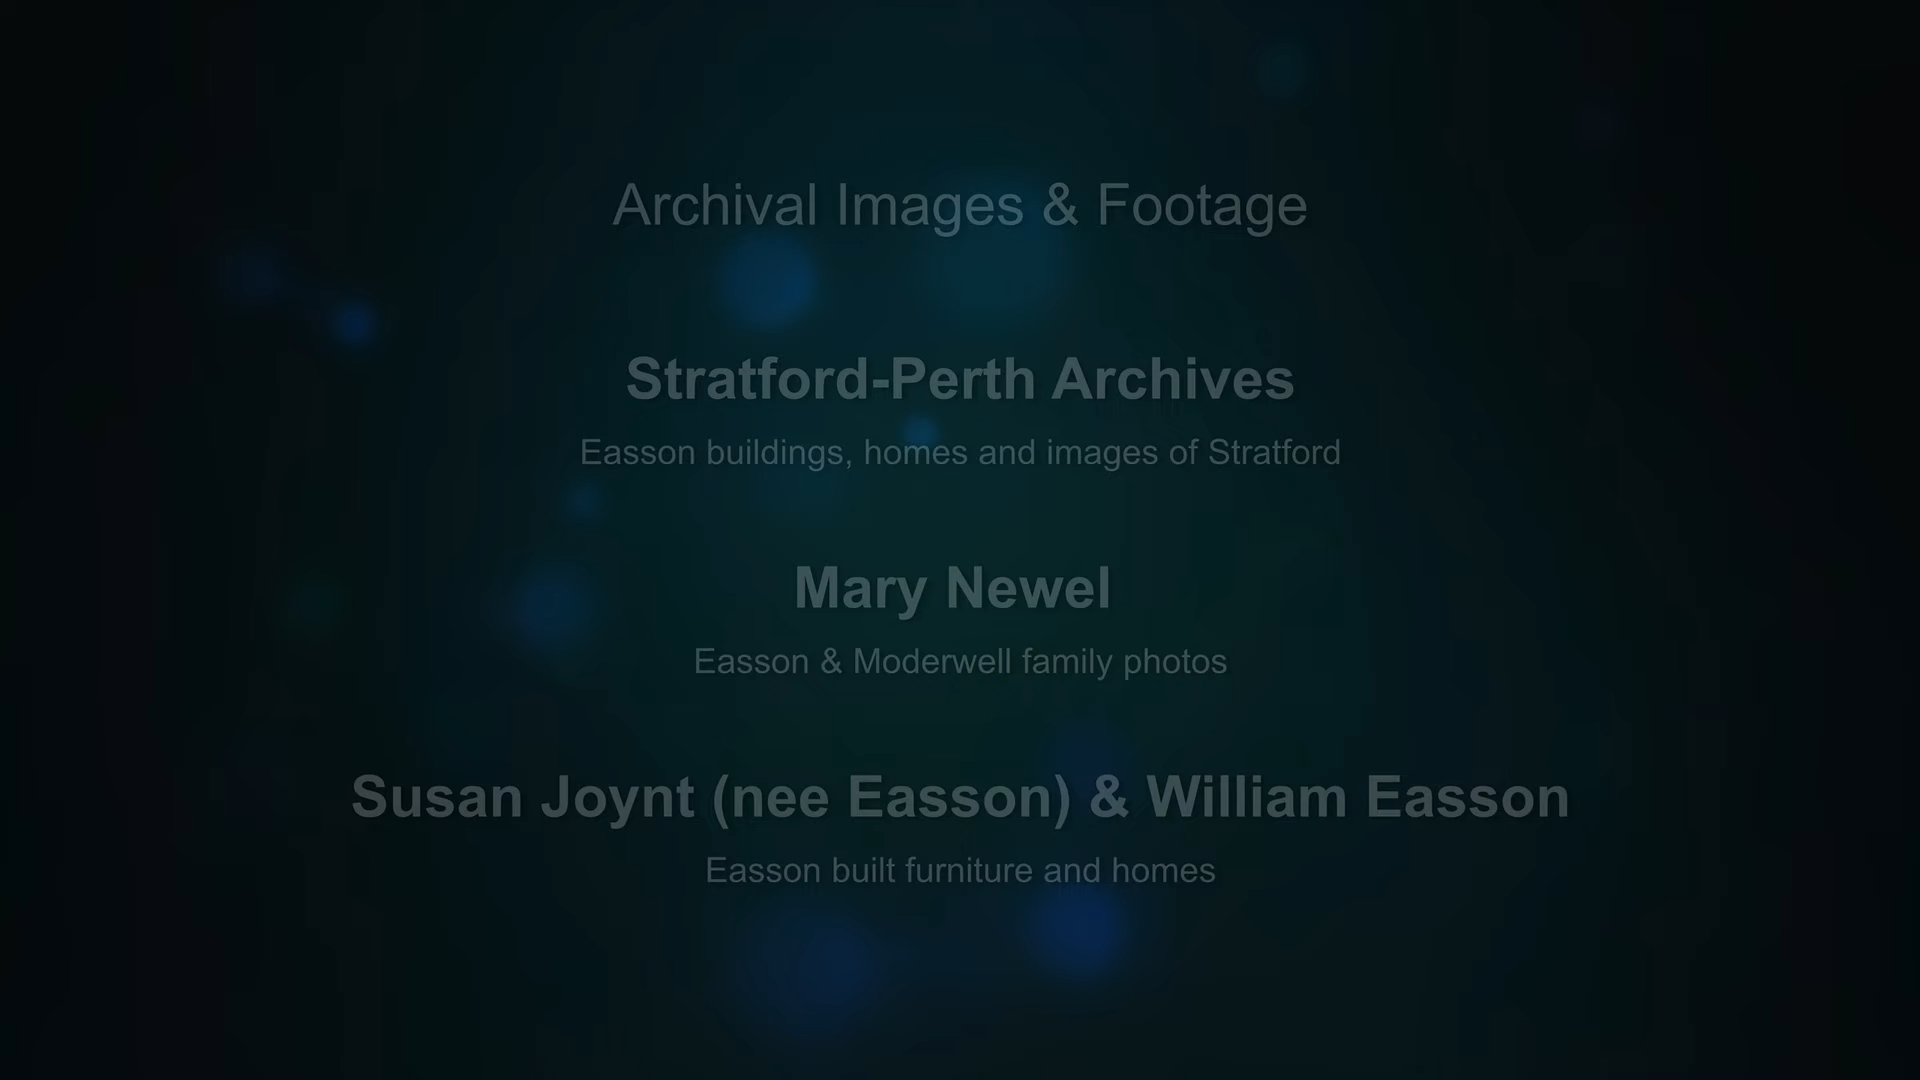 Archival Images & Footage
Stratford-Perth Archives
Easson buildings, homes and images of Stratford
Mary Newel
Easson & Moderwell family photos
Susan Joynt (nee Easson) & William Easson
Easson built furniture and homes